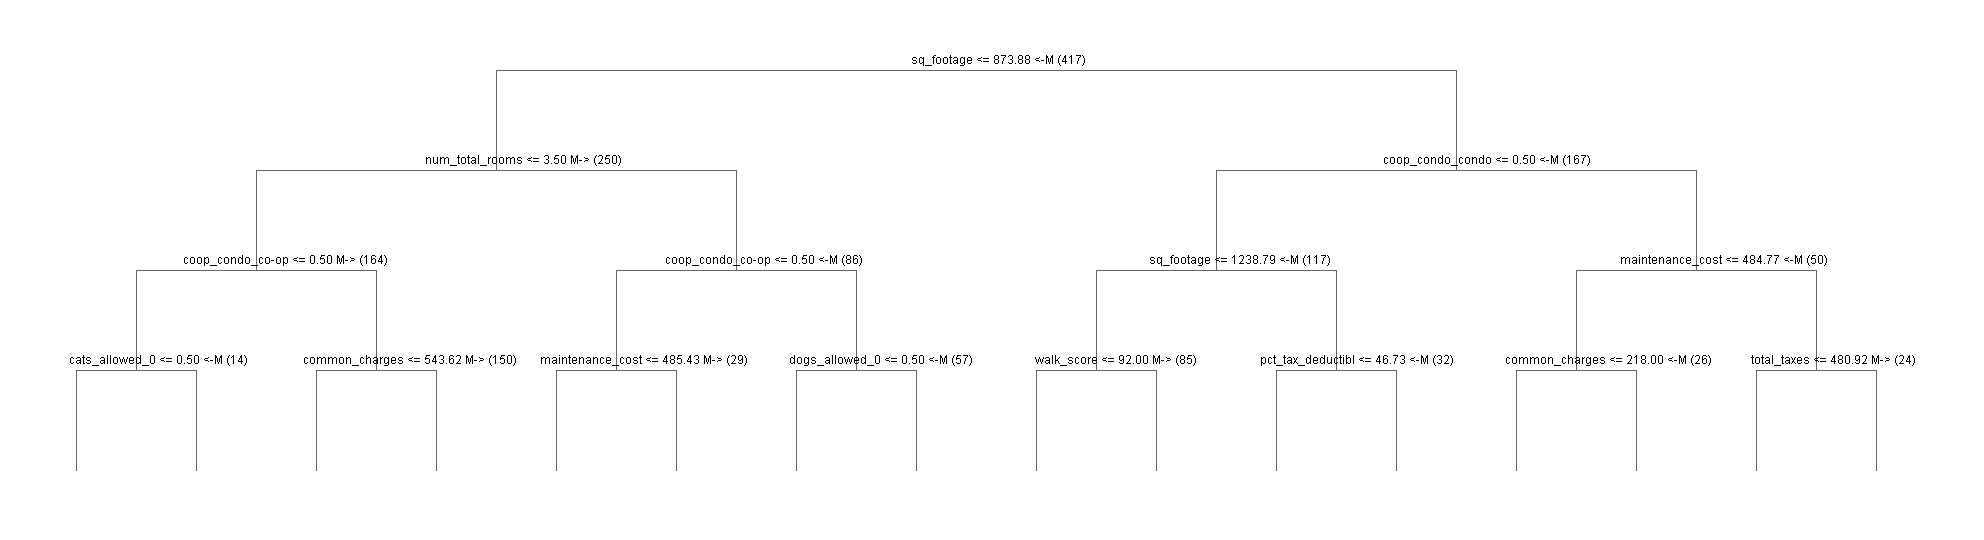 sq_footage <= 873.88 <-M (417)
num_total_rooms <= 3.50 M-> (250)
coop_condo_condo <= 0.50 <-M (167)
coop_condo_co-op <= 0.50 M-> (164)
coop_condo_co-op <= 0.50 <-M (86)
sq_footage <= 1238.79 <-M (117)
maintenance_cost <= 484.77 <-M (50)
cats_allowed_0 <= 0.50 <-M (14)
common_charges <= 543.62 M-> (150)
maintenance_cost <= 485.43 M-> (29)
dogs_allowed_0 <= 0.50 <-M (57)
walk_score <= 92.00 M-> (85)
pct_tax_deductibl <= 46.73 <-M (32)
common_charges <= 218.00 <-M (26)
total_taxes <= 480.92 M-> (24)